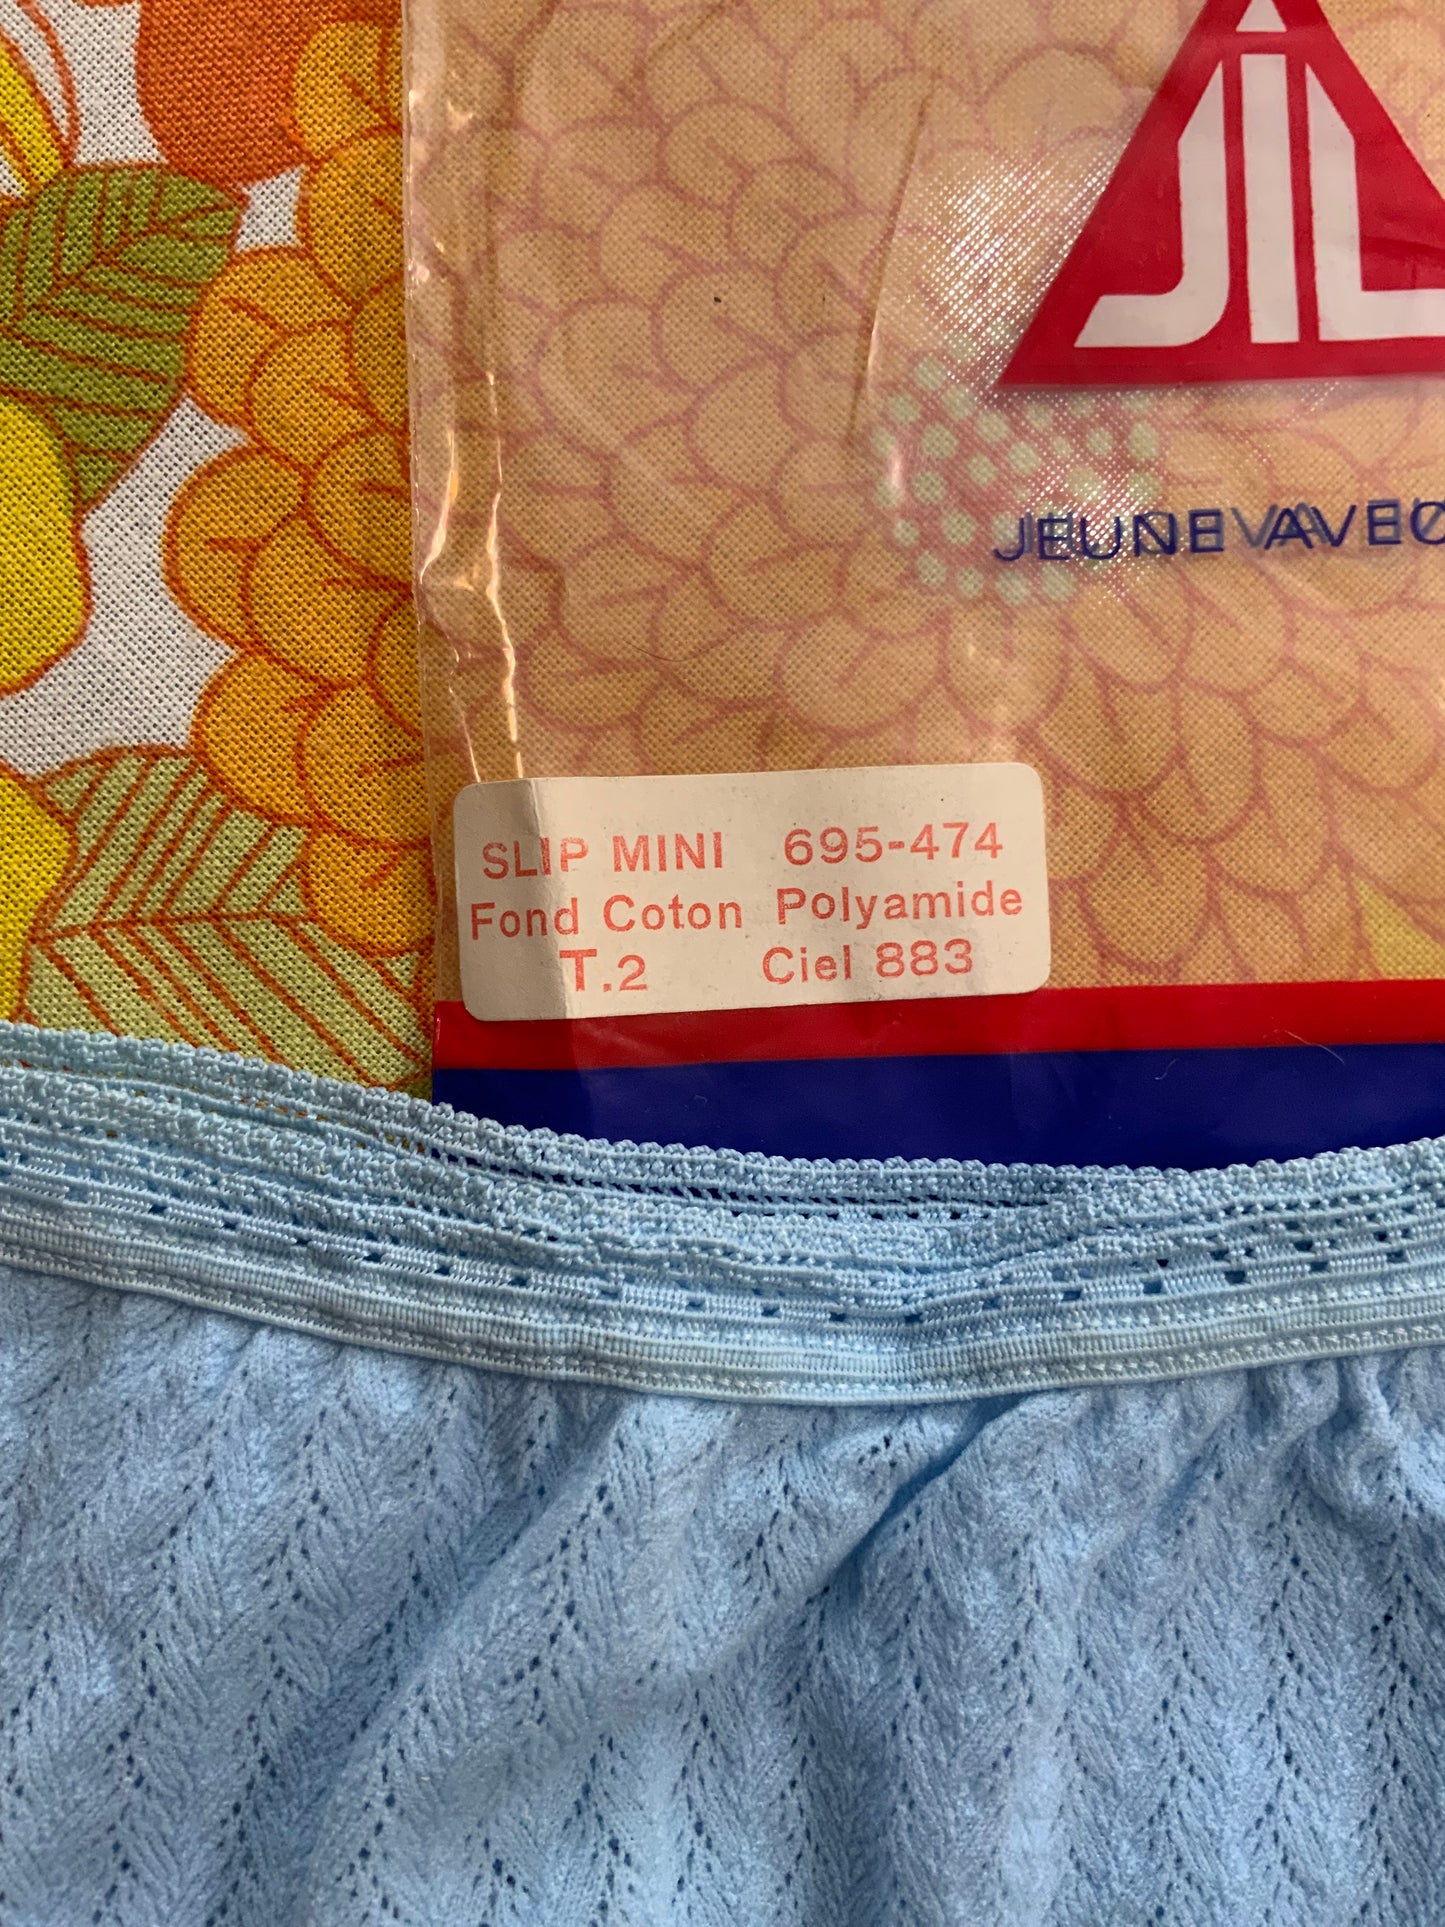 JIL
JEUNE AVEC
SLIP MINI 695-474
Fond Coton Polyamide
T.2 Ciel 883